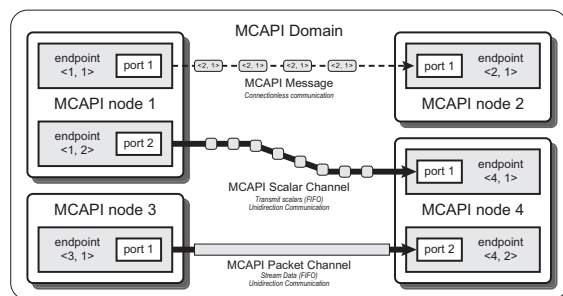 MCAPI Domain
endpoint
<1, 1>
port 1
MCAPI node 1
endpoint
<1, 2>
port 2
<2, 1> <2, 1> <2, 1> <2, 1>
MCAPI Message
Connectionless communication
port 1
endpoint
<2, 1>
MCAPI node 2
MCAPI Scalar Channel
Transmit scalars (FIFO)
Unidirection Communication
port 1
endpoint
<4, 1>
MCAPI node 3
endpoint
<3, 1>
port 1
MCAPI node 4
port 2
endpoint
<4, 2>
MCAPI Packet Channel
Stream Data (FIFO)
Unidirection Communication